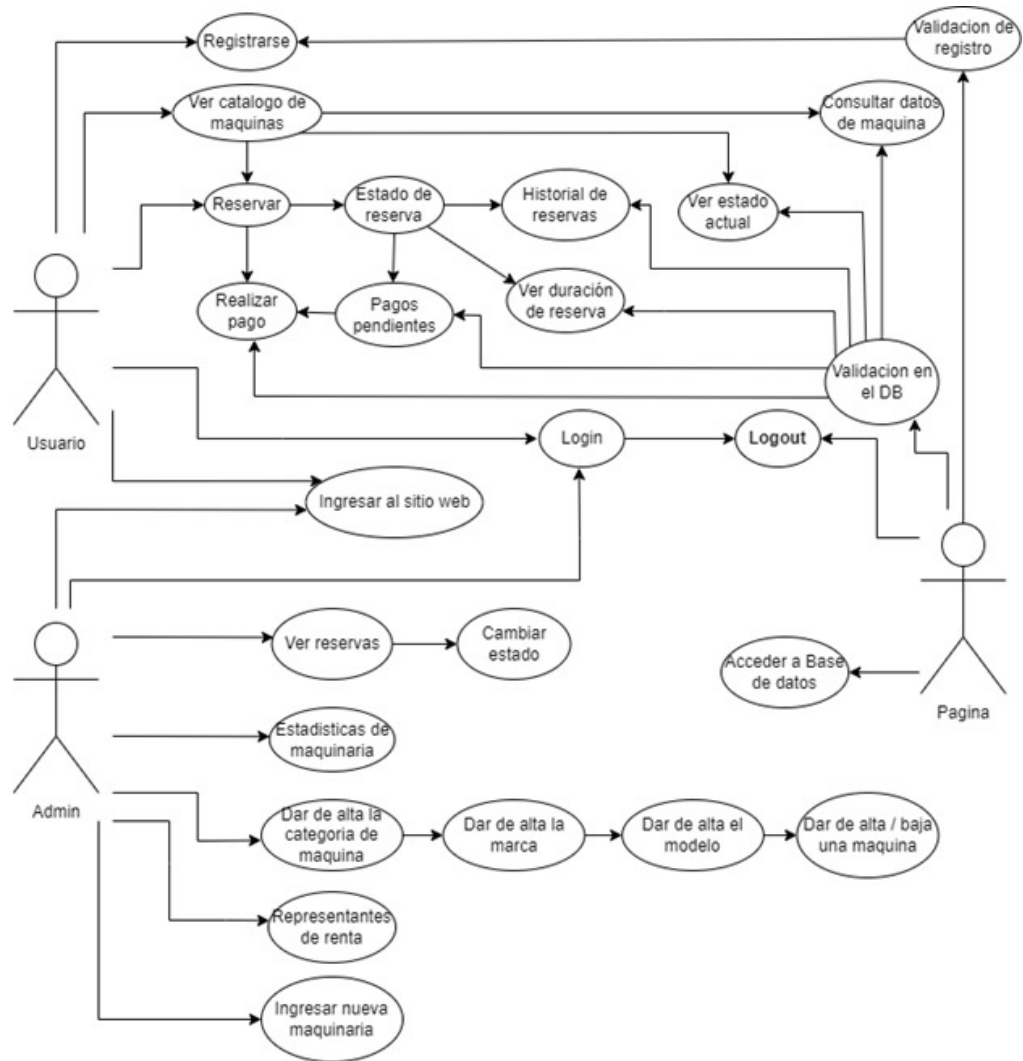 Registrarse
Validacion de
registro
Ver catalogo de
maquinas
Consultar datos
de maquina
Reservar
Estado de
reserva
Historial de
reservas
Ver estado
actual
Realizar
pago
Pagos
pendientes
Ver duración
de reserva
Validacion en
el DB
Usuario
Login
Logout
Ingresar al sitio web
Ver reservas
Cambiar
estado
Acceder a Base
de datos
Pagina
Estadisticas de
maquinaria
Admin
Dar de alta la
categoria de
maquina
Dar de alta la
marca
Dar de alta el
modelo
Dar de alta / baja
una maquina
Representantes
de renta
Ingresar nueva
maquinaria